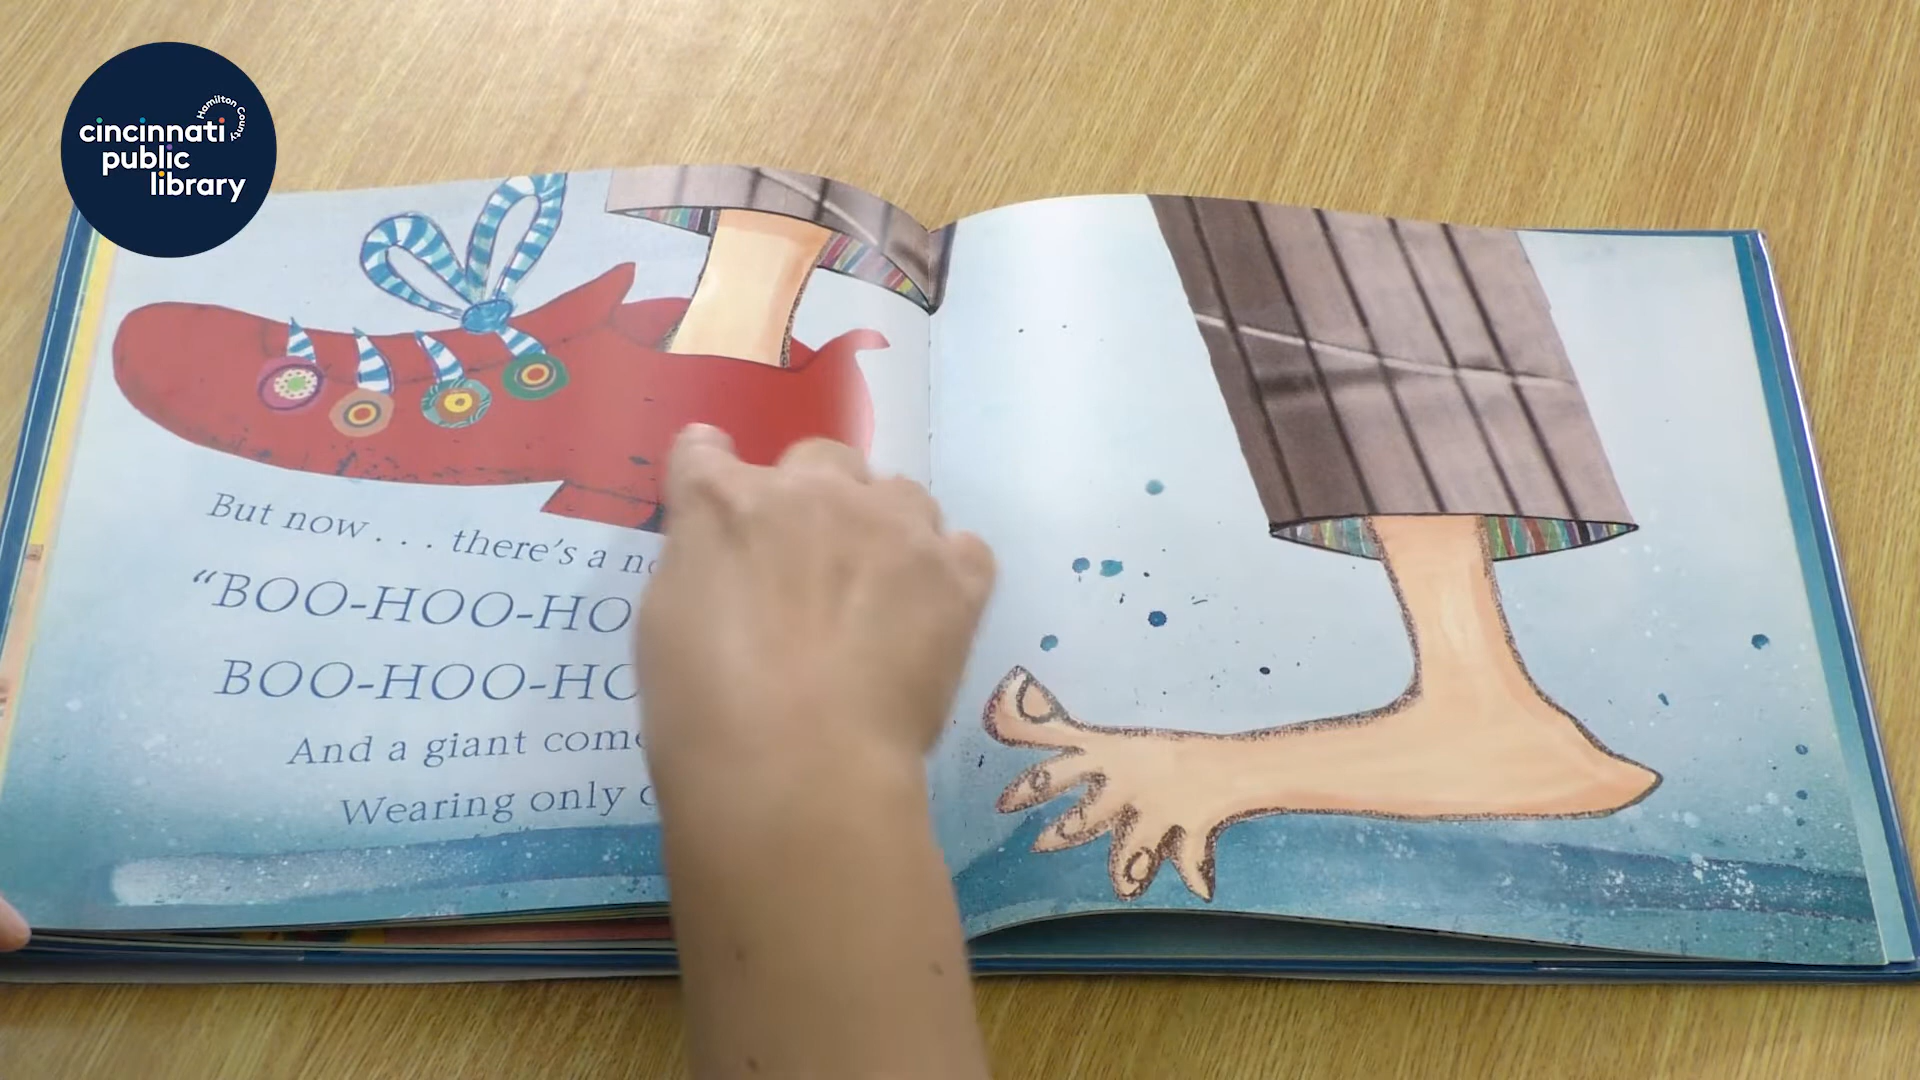 Hamilton County
cincinnati
public
library
But now . . . there's a
"BOO-HOO-HO
BOO-HOO-HO
And a giant come
Wearing only